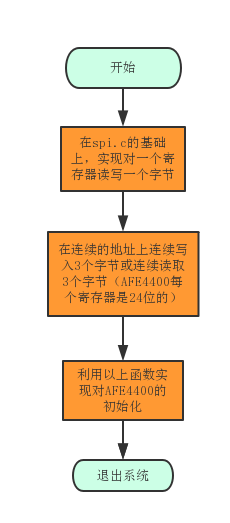 开始
在spi.c的基础
上，实现对一个寄
存器读写一个字节
在连续的地址上连续写
入3个字节或连续读取
3个字节（AFE4400每
个寄存器是24位的）
利用以上函数实
现对AFE4400的
初始化
退出系统